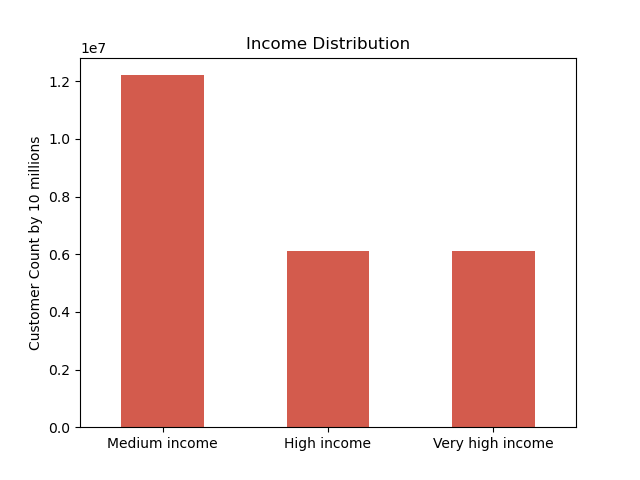 Income Distribution
1e7
1.2
1.0
0.8
0.6
0.4
0.2
0.0
Customer Count by 10 millions
Medium income
High income
Very high income